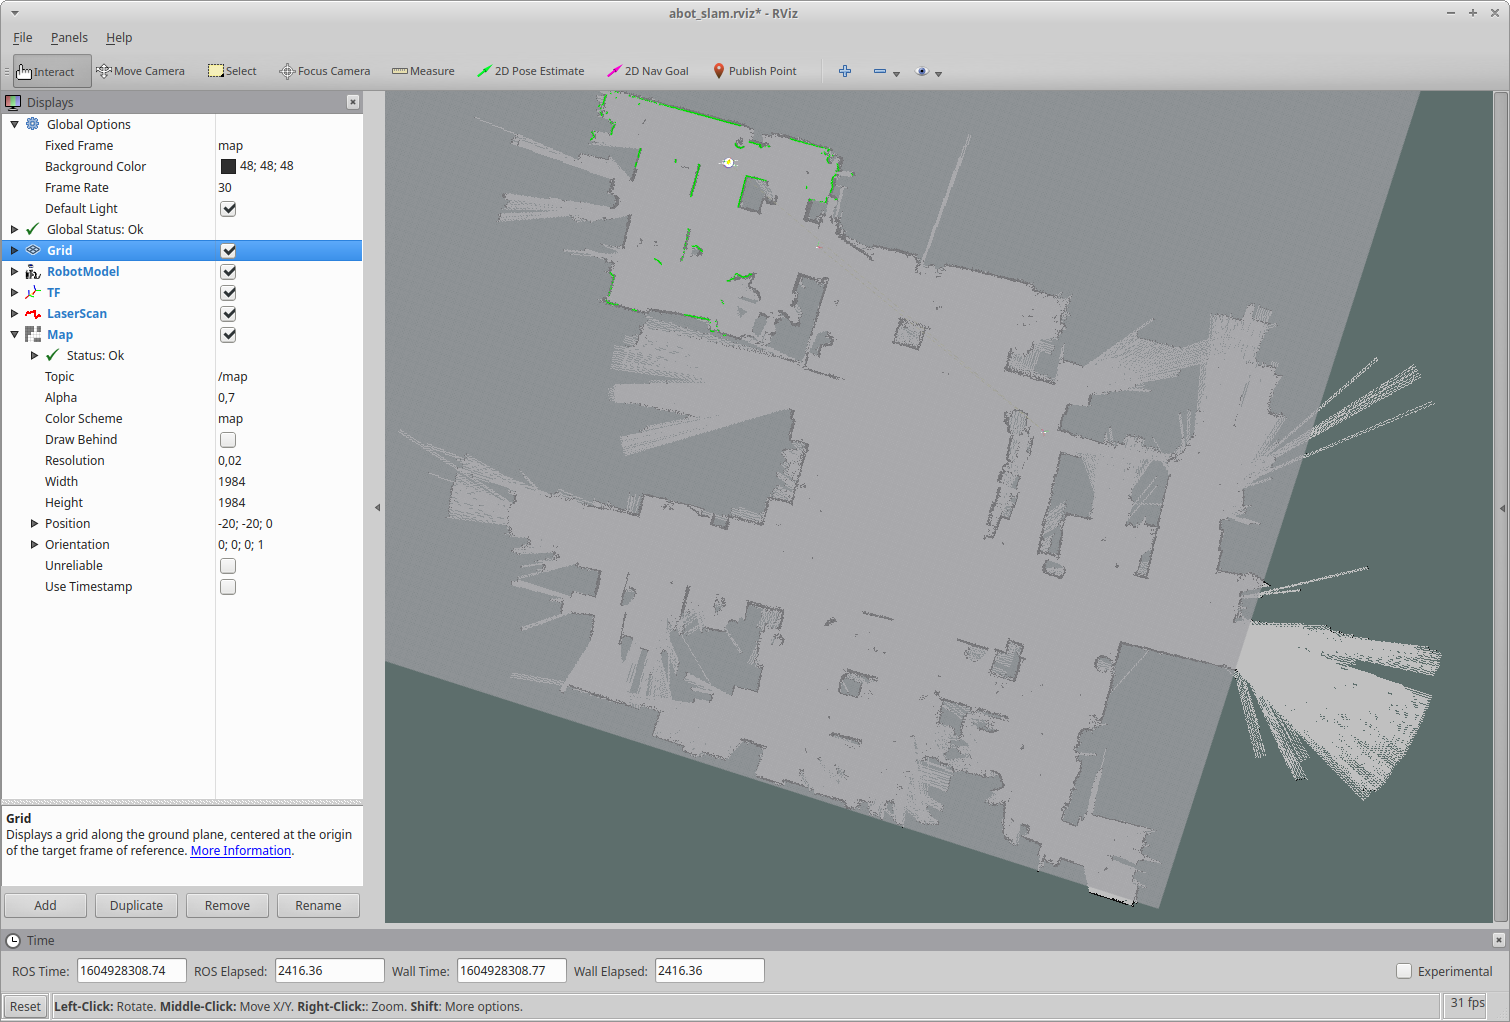 abot_slam.rviz* - RViz
File Panels Help
Interact Move Camera Select Focus Camera Measure 2D Pose Estimate 2D Nav Goal Publish Point
Displays
Global Options
Fixed Frame map
Background Color 48; 48; 48
Frame Rate 30
Default Light
Global Status: Ok
Grid
RobotModel
TF
LaserScan
Map
Status: Ok
Topic /map
Alpha 0,7
Color Scheme map
Draw Behind
Resolution 0,02
Width 1984
Height 1984
Position -20; -20; 0
Orientation 0; 0; 0; 1
Unreliable
Use Timestamp
Grid
Displays a grid along the ground plane, centered at the origin
of the target frame of reference. More Information.
Add Duplicate Remove Rename
Time
ROS Time: 1604928308.74 ROS Elapsed: 2416.36 Wall Time: 1604928308.77 Wall Elapsed: 2416.36 Experimental
Reset Left-Click: Rotate. Middle-Click: Move X/Y. Right-Click:: Zoom. Shift: More options. 31 fps